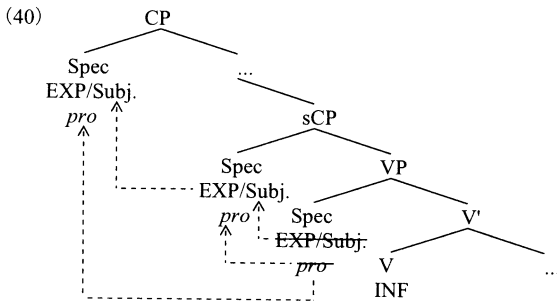 (40)
CP
Spec
EXP/Subj.
pro
...
sCP
Spec
EXP/Subj.
pro
VP
Spec
EXP/Subj.
pro
V'
V
INF
..